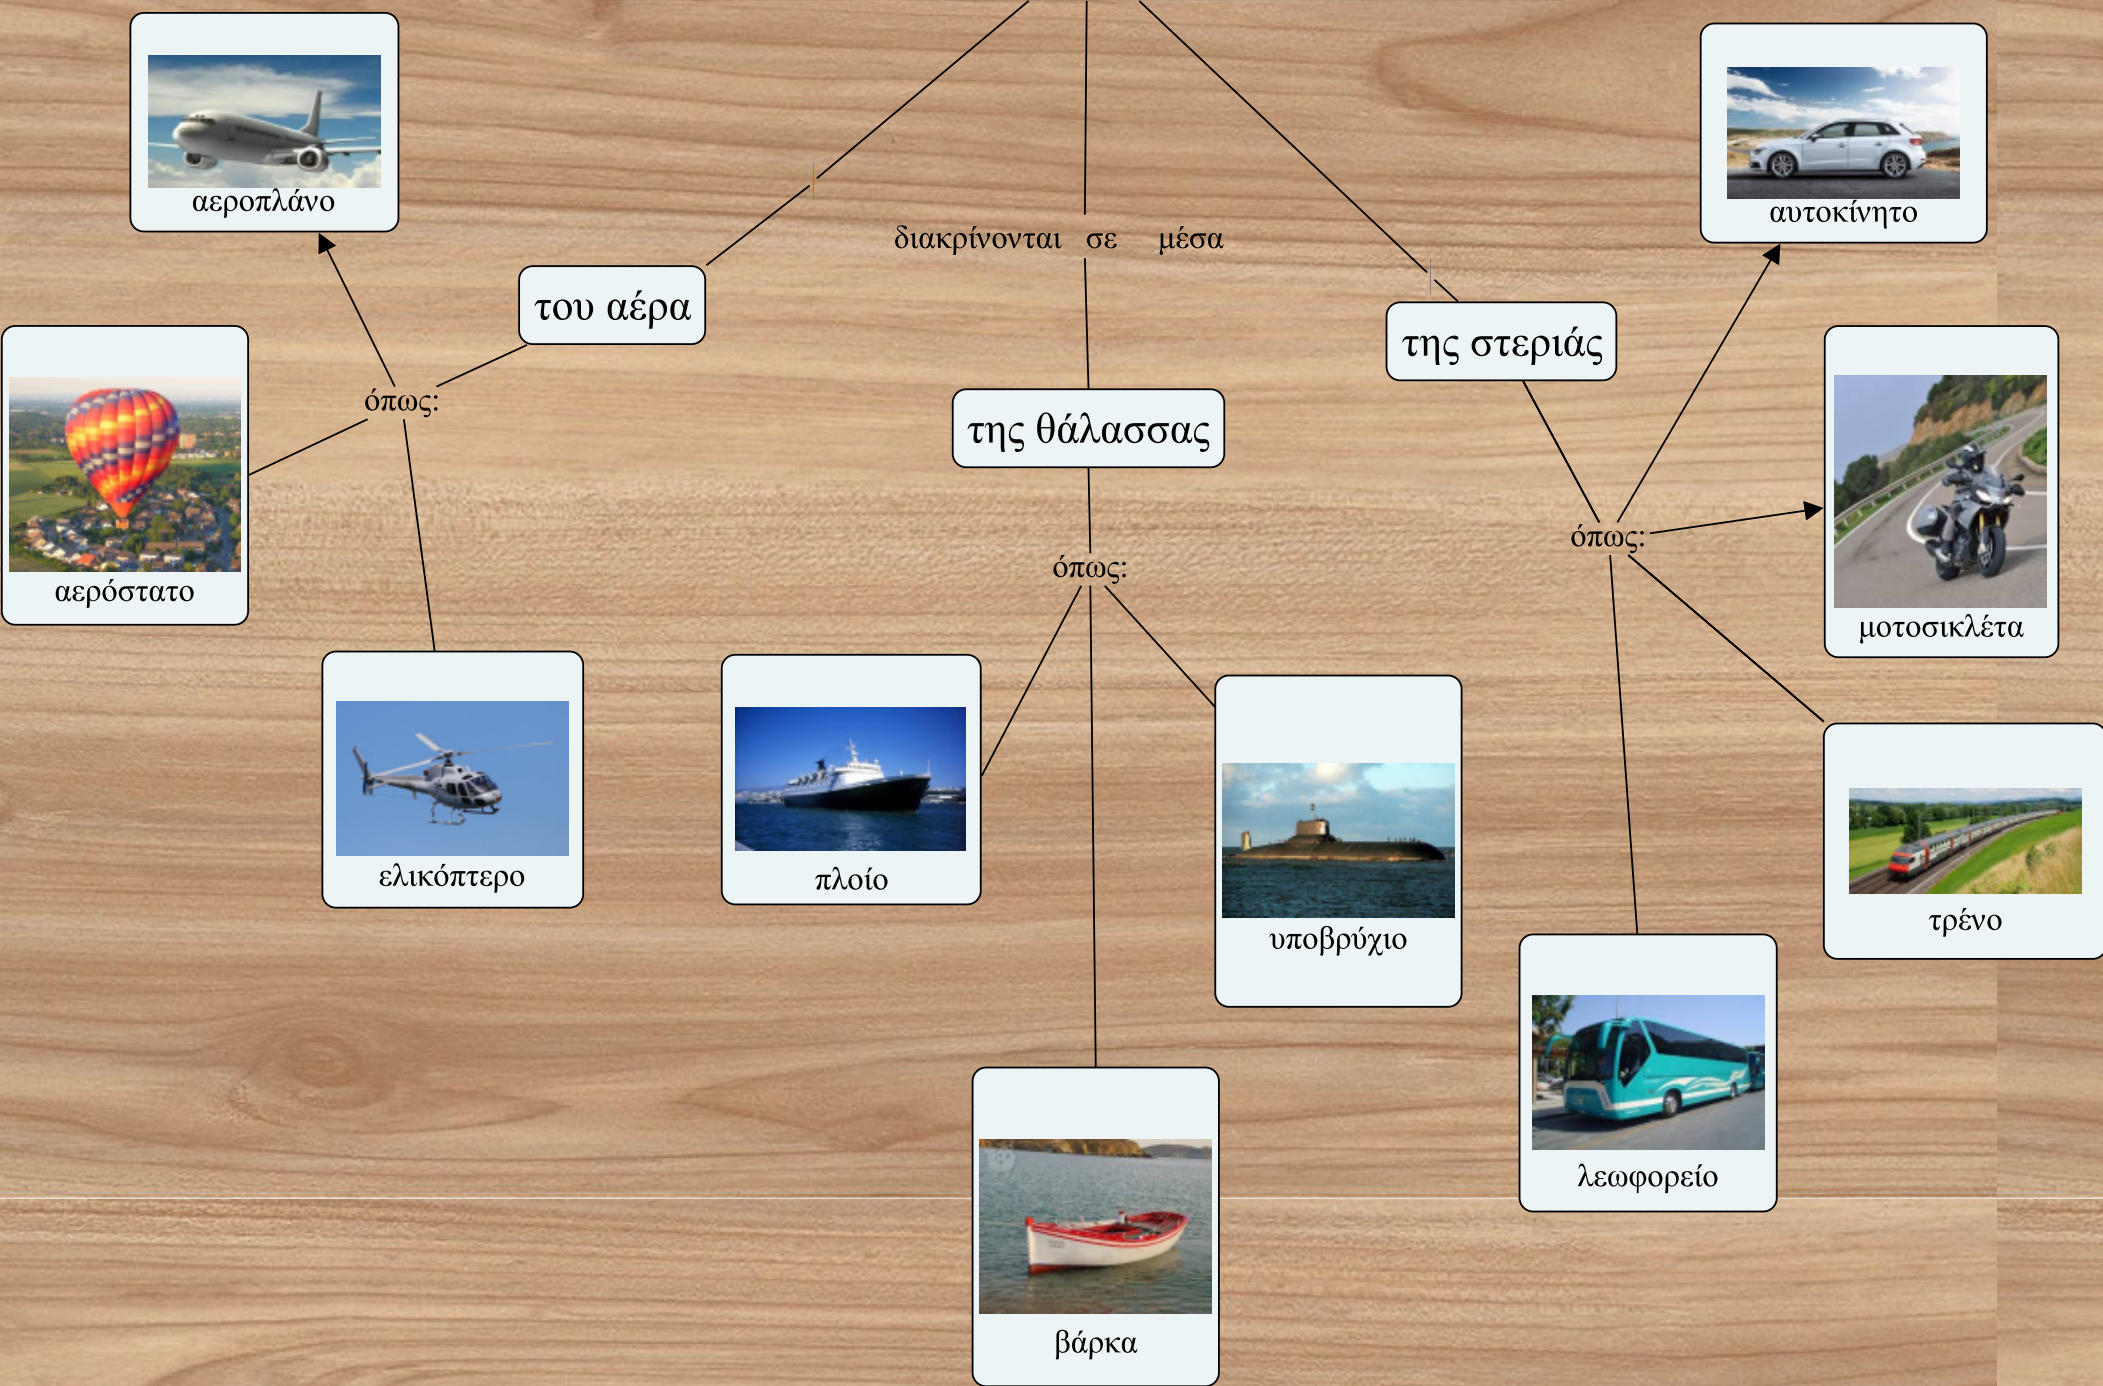 αεροπλάνο
αυτοκίνητο
διακρίνονται σε μέσα
του αέρα
της στεριάς
της θάλασσας
όπως:
όπως:
όπως:
αερόστατο
μοτοσικλέτα
ελικόπτερο
πλοίο
υποβρύχιο
τρένο
λεωφορείο
βάρκα